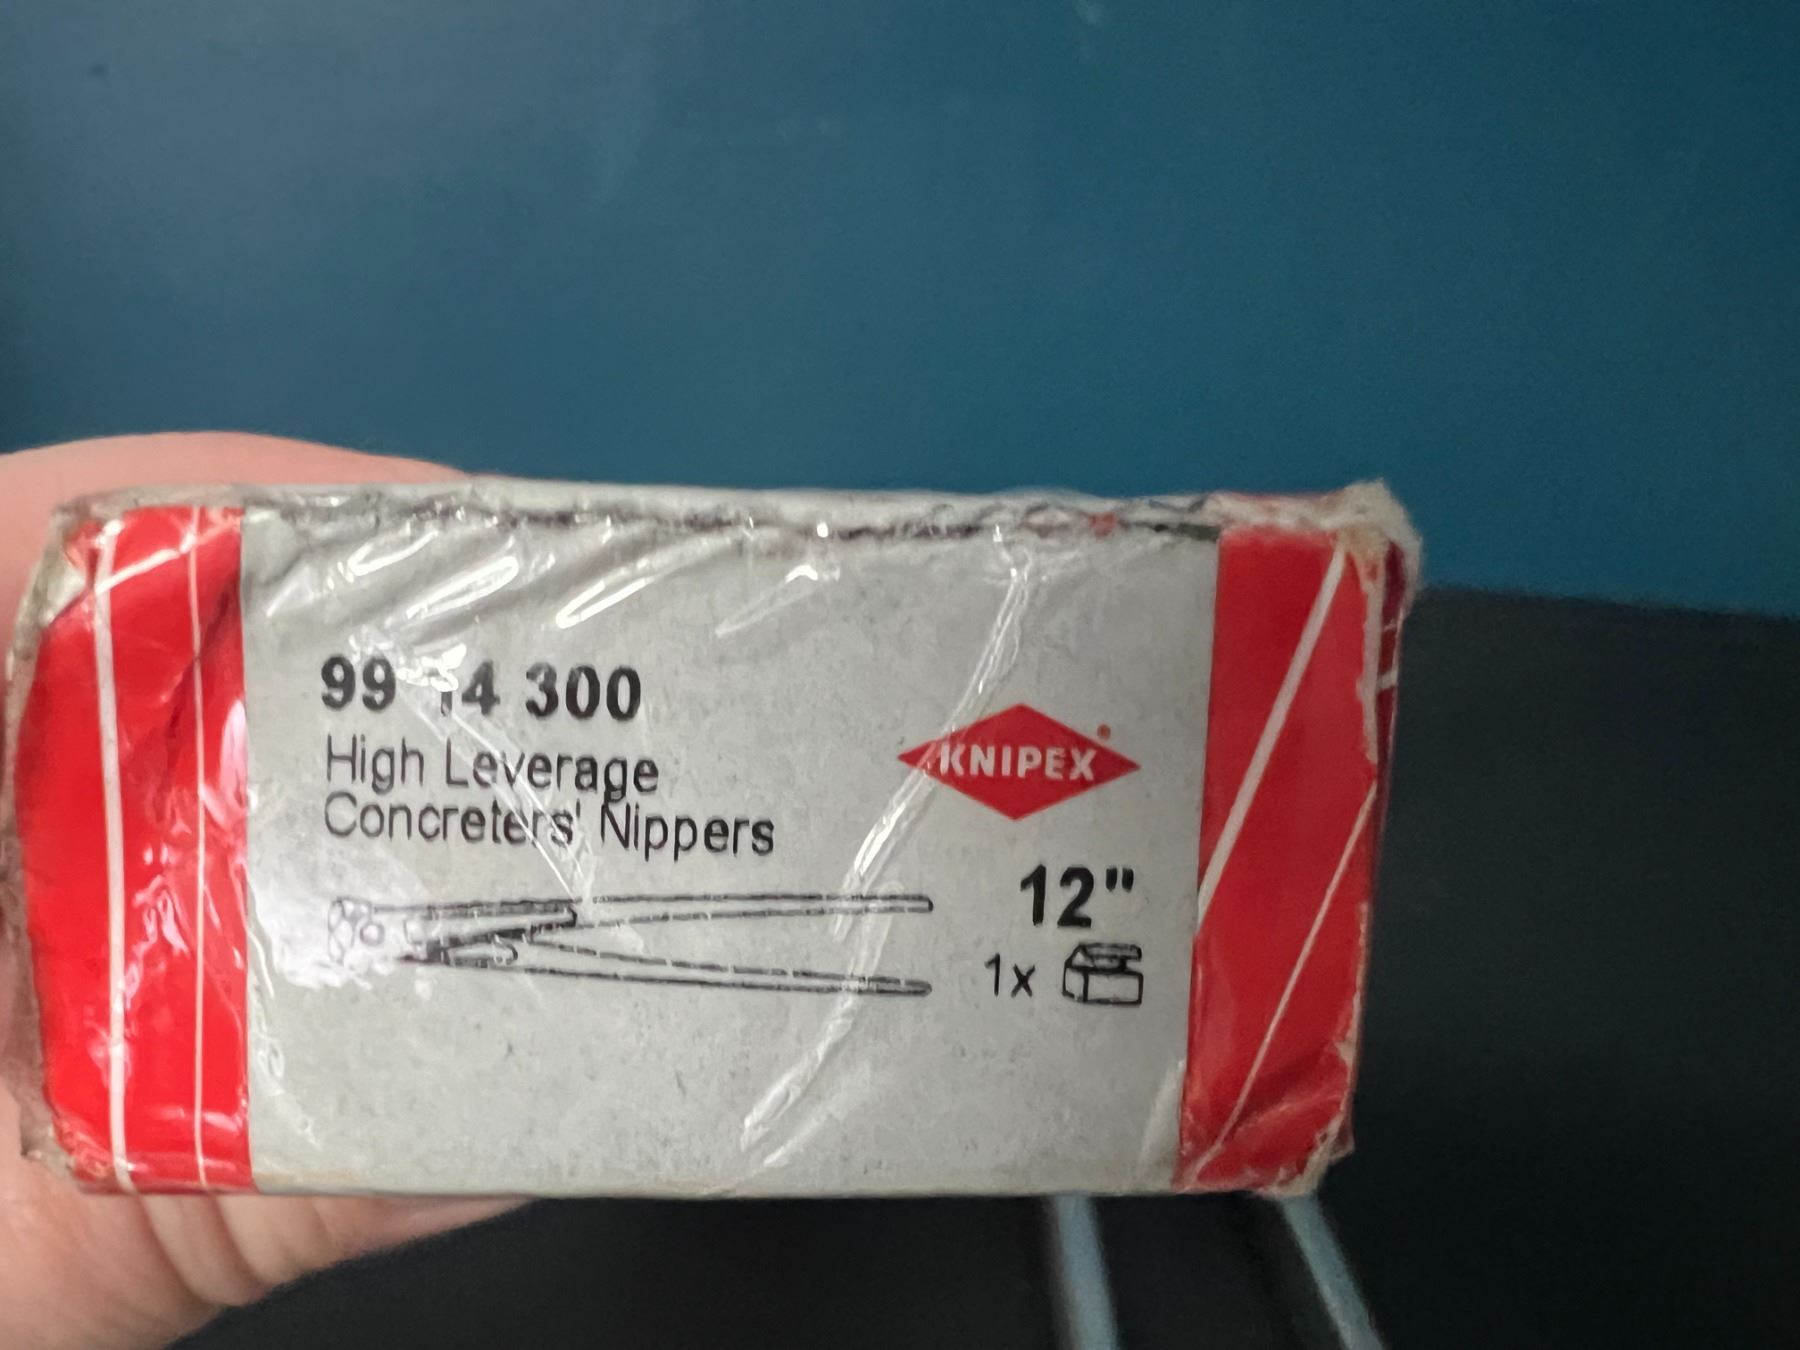 99 14 300
High Leverage
Concreters' Nippers
KNIPEX
12"
1x